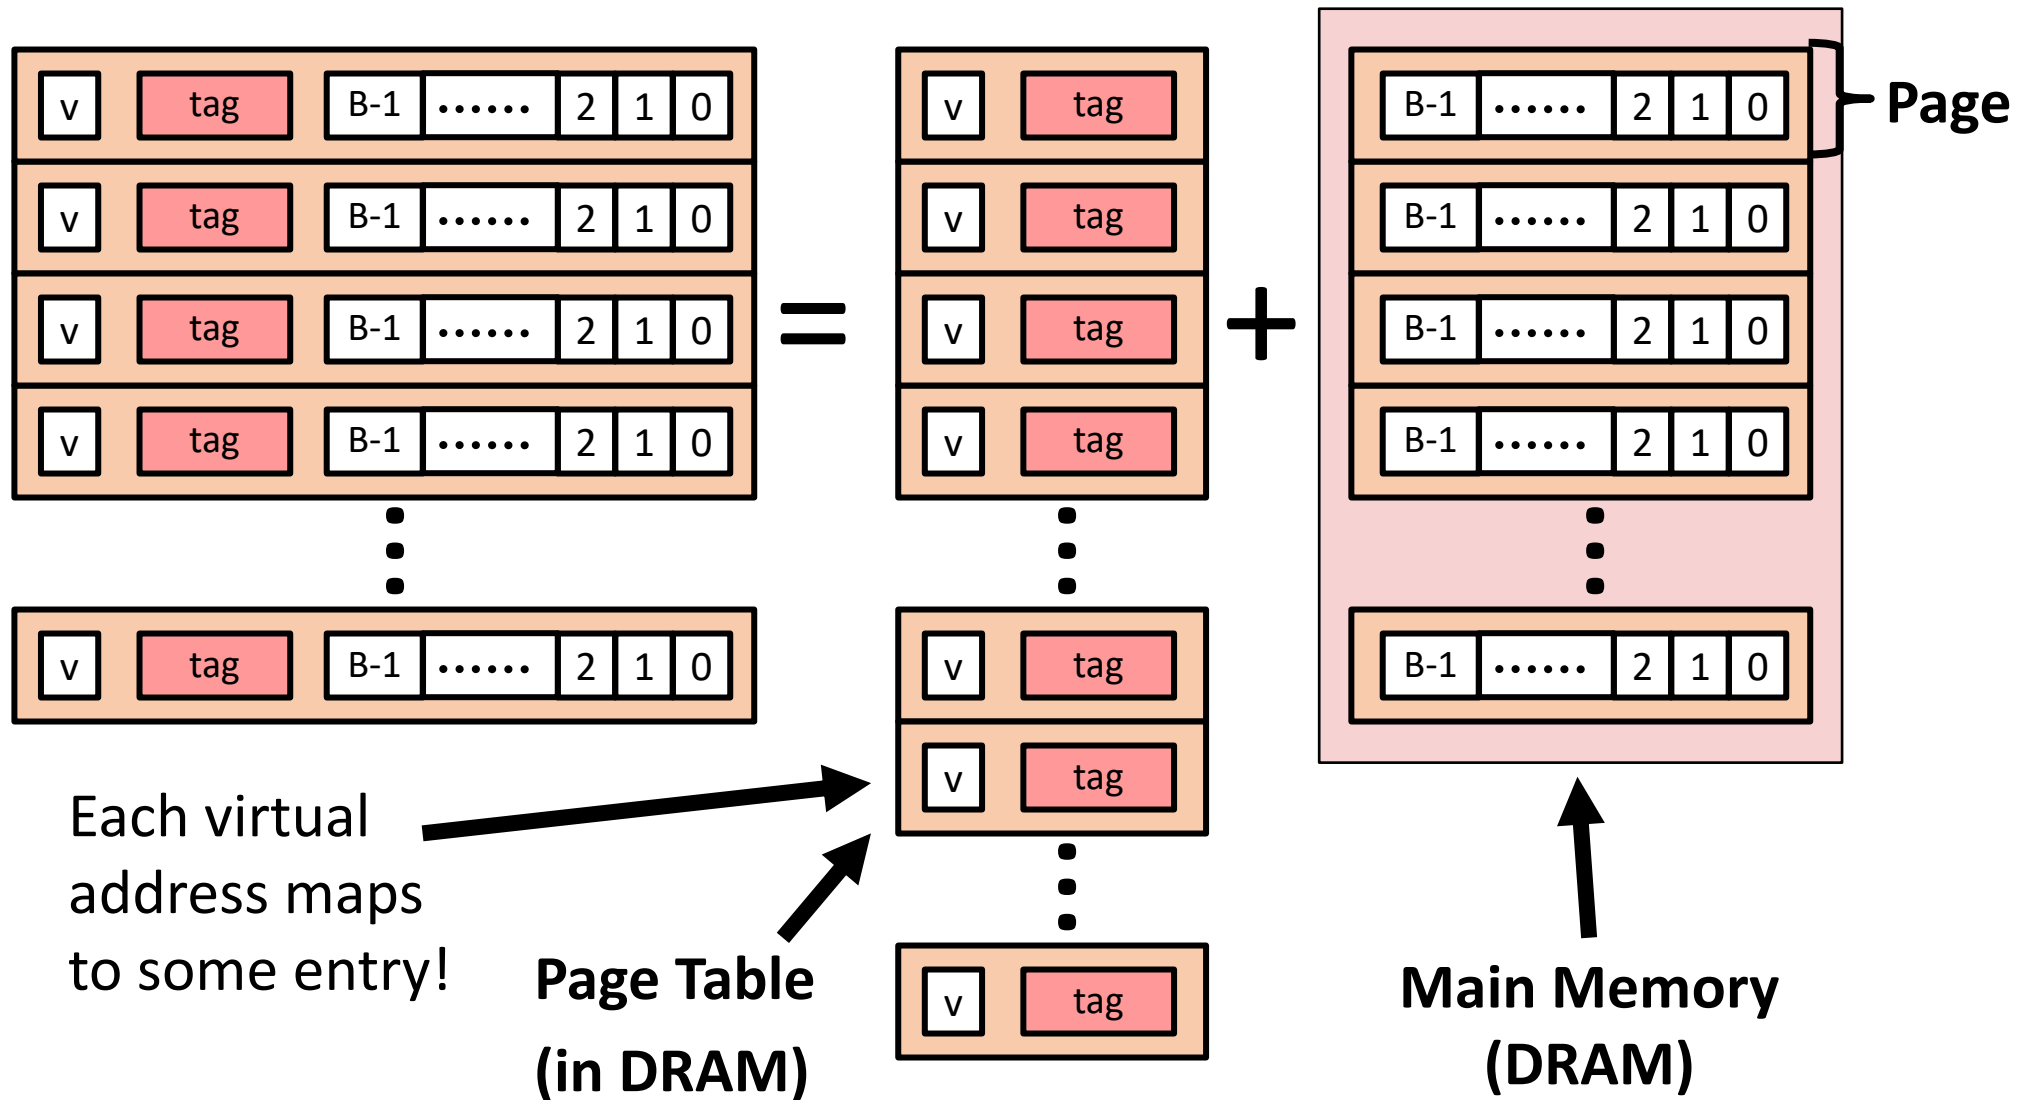 v tag B-1 ...... 2 1 0 v tag B-1 ...... 2 1 0 Page
v tag B-1 ...... 2 1 0 v tag B-1 ...... 2 1 0
v tag B-1 ...... 2 1 0 = v tag + B-1 ...... 2 1 0
v tag B-1 ...... 2 1 0 v tag B-1 ...... 2 1 0
v tag B-1 ...... 2 1 0 v tag B-1 ...... 2 1 0
v tag
Each virtual
address maps
to some entry!
Page Table
(in DRAM)
v tag
Main Memory
(DRAM)